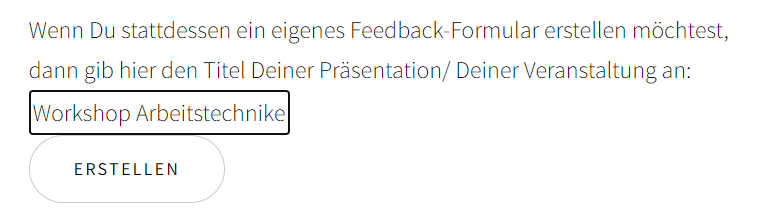 Wenn Du stattdessen ein eigenes Feedback-Formular erstellen möchtest,
dann gib hier den Titel Deiner Präsentation/ Deiner Veranstaltung an:
Workshop Arbeitstechnike
ERSTELLEN